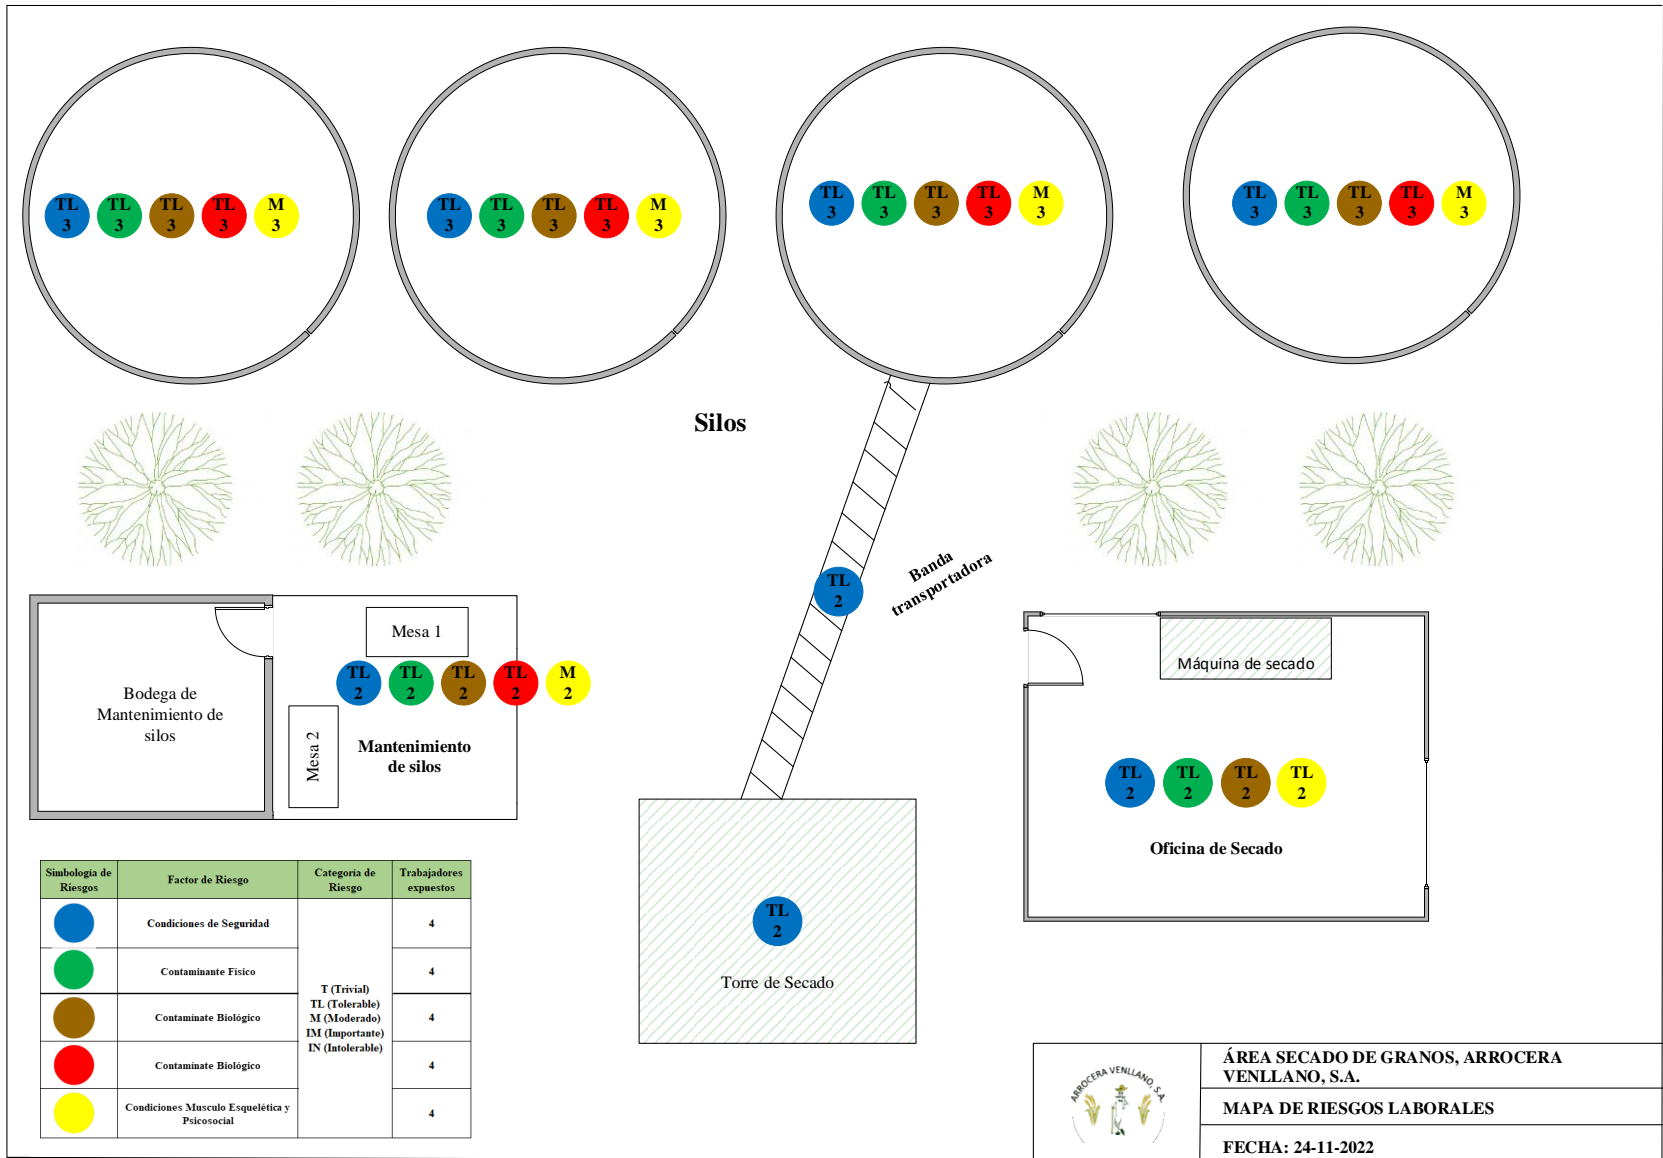 TL TL TL TL M
3 3 3 3 3
TL TL TL TL M
3 3 3 3 3
TL TL TL TL M
3 3 3 3 3
TL TL TL TL M
3 3 3 3 3
Silos
Banda
transportadora
TL
2
Mesa 1
TL TL TL TL M
2 2 2 2 2
Bodega de
Mantenimiento de
silos
Mesa 2
Mantenimiento
de silos
Máquina de secado
TL TL TL TL
2 2 2 2
Oficina de Secado
TL
2
Torre de Secado
Simbología de
Riesgos
Factor de Riesgo
Categoría de
Riesgo
Trabajadores
expuestos
Condiciones de Seguridad
4
Contaminante Físico
4
Contaminate Biológico
4
Contaminate Biológico
4
Condiciones Musculo Esquelética y
Psicosocial
4
T (Trivial)
TL (Tolerable)
M (Moderado)
IM (Importante)
IN (Intolerable)
ARROCERA VENLLANO, S.A.
ÁREA SECADO DE GRANOS, ARROCERA
VENLLANO, S.A.
MAPA DE RIESGOS LABORALES
FECHA: 24-11-2022